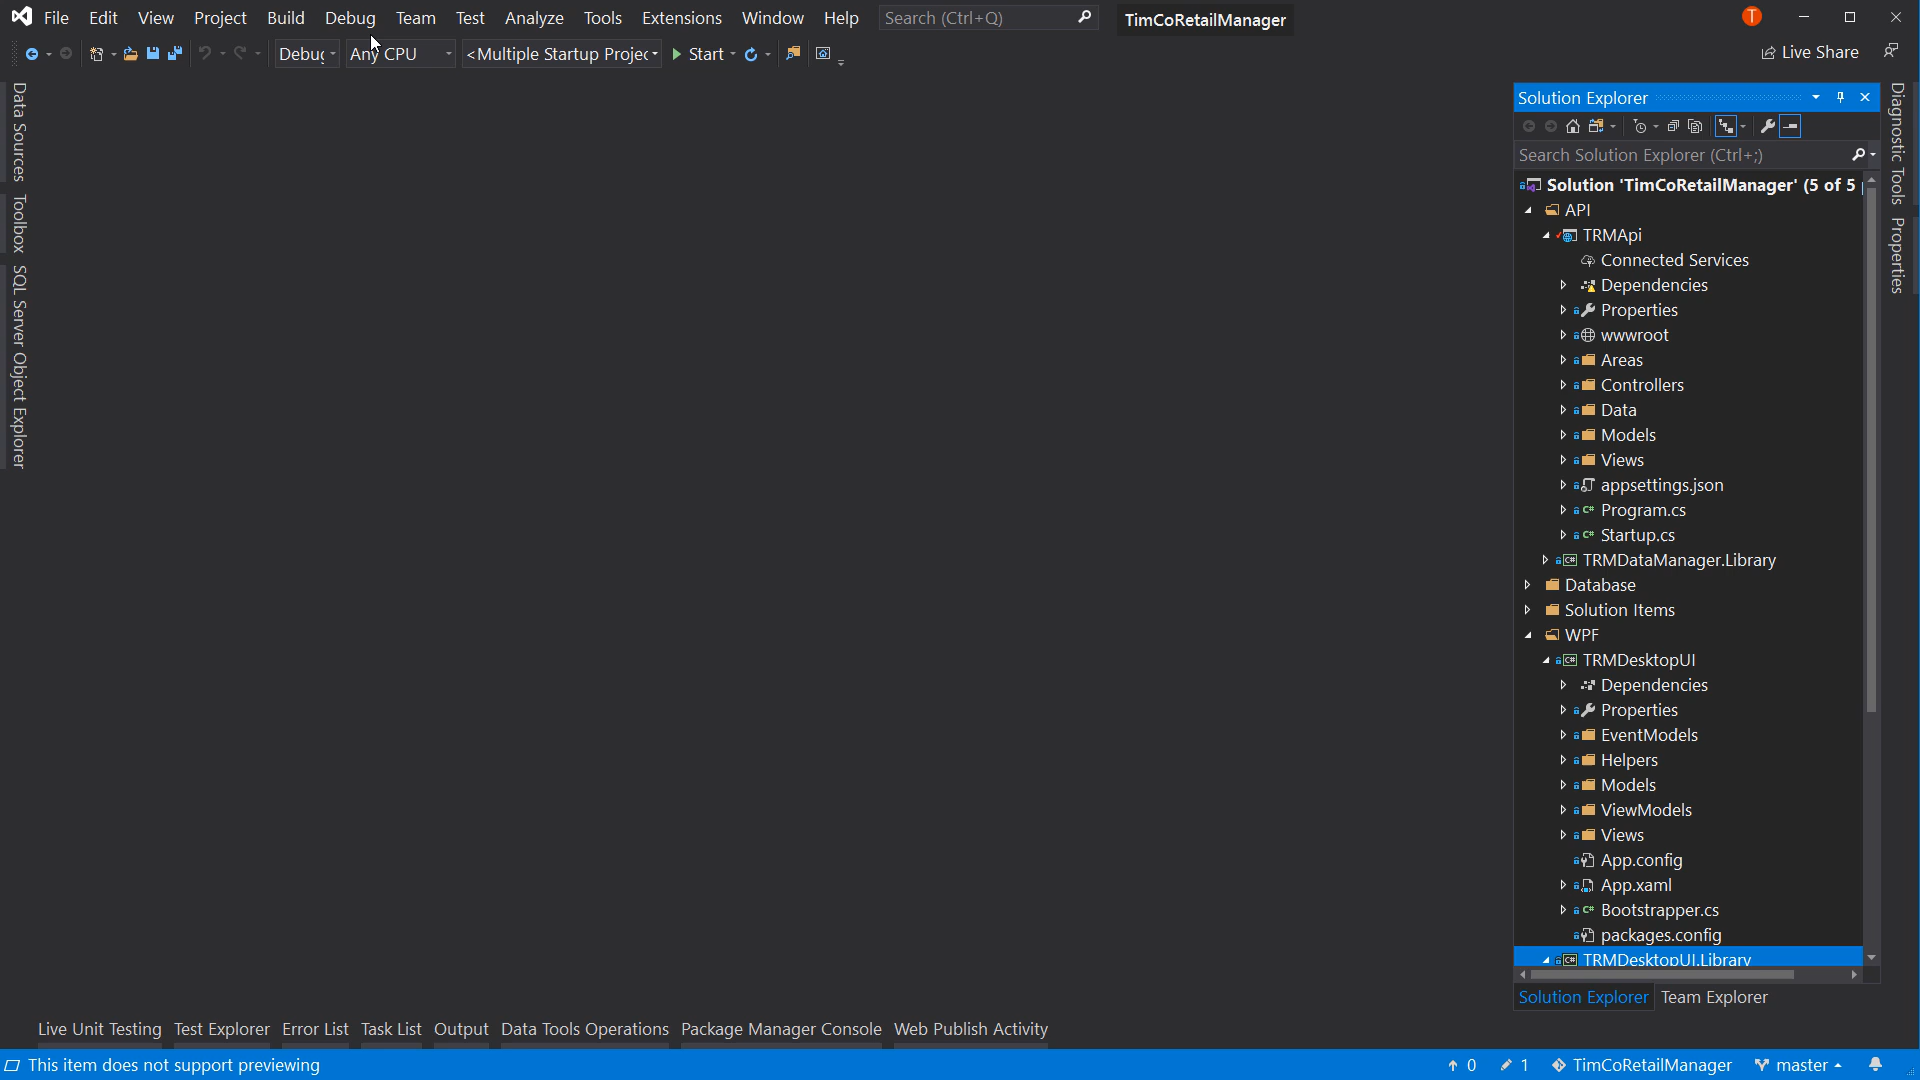 File Edit View Project Build Debug Team Test Analyze Tools Extensions Window Help Search (Ctrl+Q) TimCoRetailManager
Debug Any CPU <Multiple Startup Projec Start Live Share
Data Sources
Toolbox
SQL Server Object Explorer
Solution Explorer
Search Solution Explorer (Ctrl+;)
Solution 'TimCoRetailManager' (5 of 5
API
TRMApi
Connected Services
Dependencies
Properties
wwwroot
Areas
Controllers
Data
Models
Views
appsettings.json
Program.cs
Startup.cs
TRMDataManager.Library
Database
Solution Items
WPF
TRMDesktopUI
Dependencies
Properties
EventModels
Helpers
Models
ViewModels
Views
App.config
App.xaml
Bootstrapper.cs
packages.config
TRMDesktopUI.Library
Solution Explorer Team Explorer
Diagnostic Tools
Properties
Live Unit Testing Test Explorer Error List Task List Output Data Tools Operations Package Manager Console Web Publish Activity
This item does not support previewing 0 1 TimCoRetailManager master
T